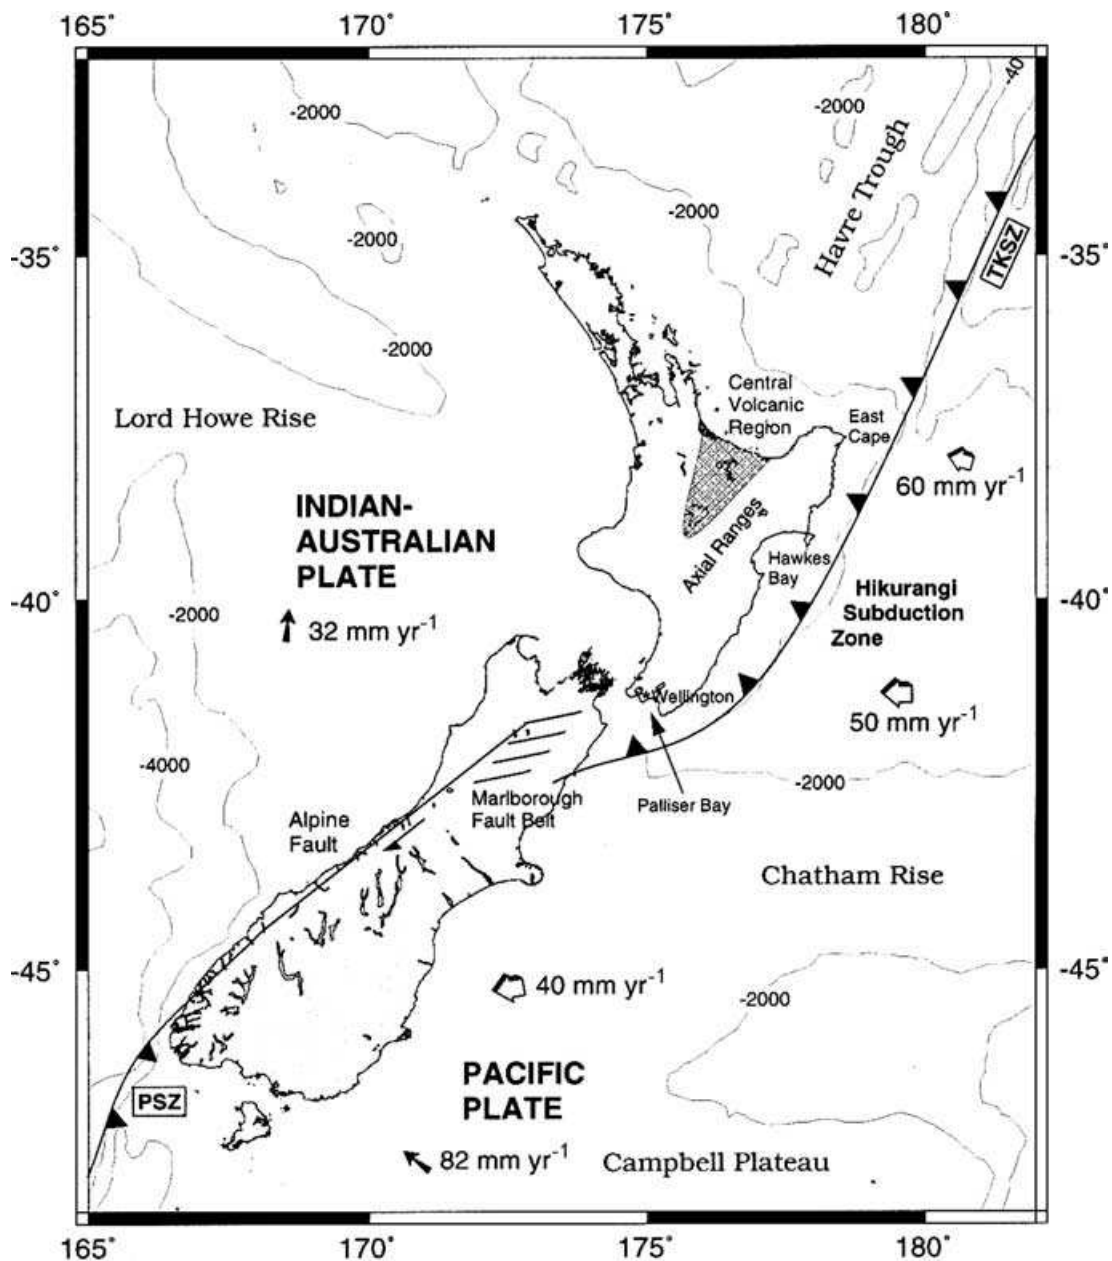 165°
170°
175°
180°
-40
-2000
-2000
-2000
-2000
-2000
Havre Trough
TKSZ
-35°
-35°
Central
Volcanic
Region
East
Cape
Lord Howe Rise
60 mm yr-1
INDIAN-
AUSTRALIAN
PLATE
Axial Ranges
Hawkes
Bay
Hikurangi
Subduction
Zone
-40°
-40°
-2000
32 mm yr-1
Wellington
50 mm yr-1
-4000
-2000
Marlborough
Fault Belt
Palliser Bay
Alpine
Fault
Chatham Rise
-45°
-45°
40 mm yr-1
-2000
PACIFIC
PLATE
PSZ
82 mm yr-1
Campbell Plateau
165°
170°
175°
180°